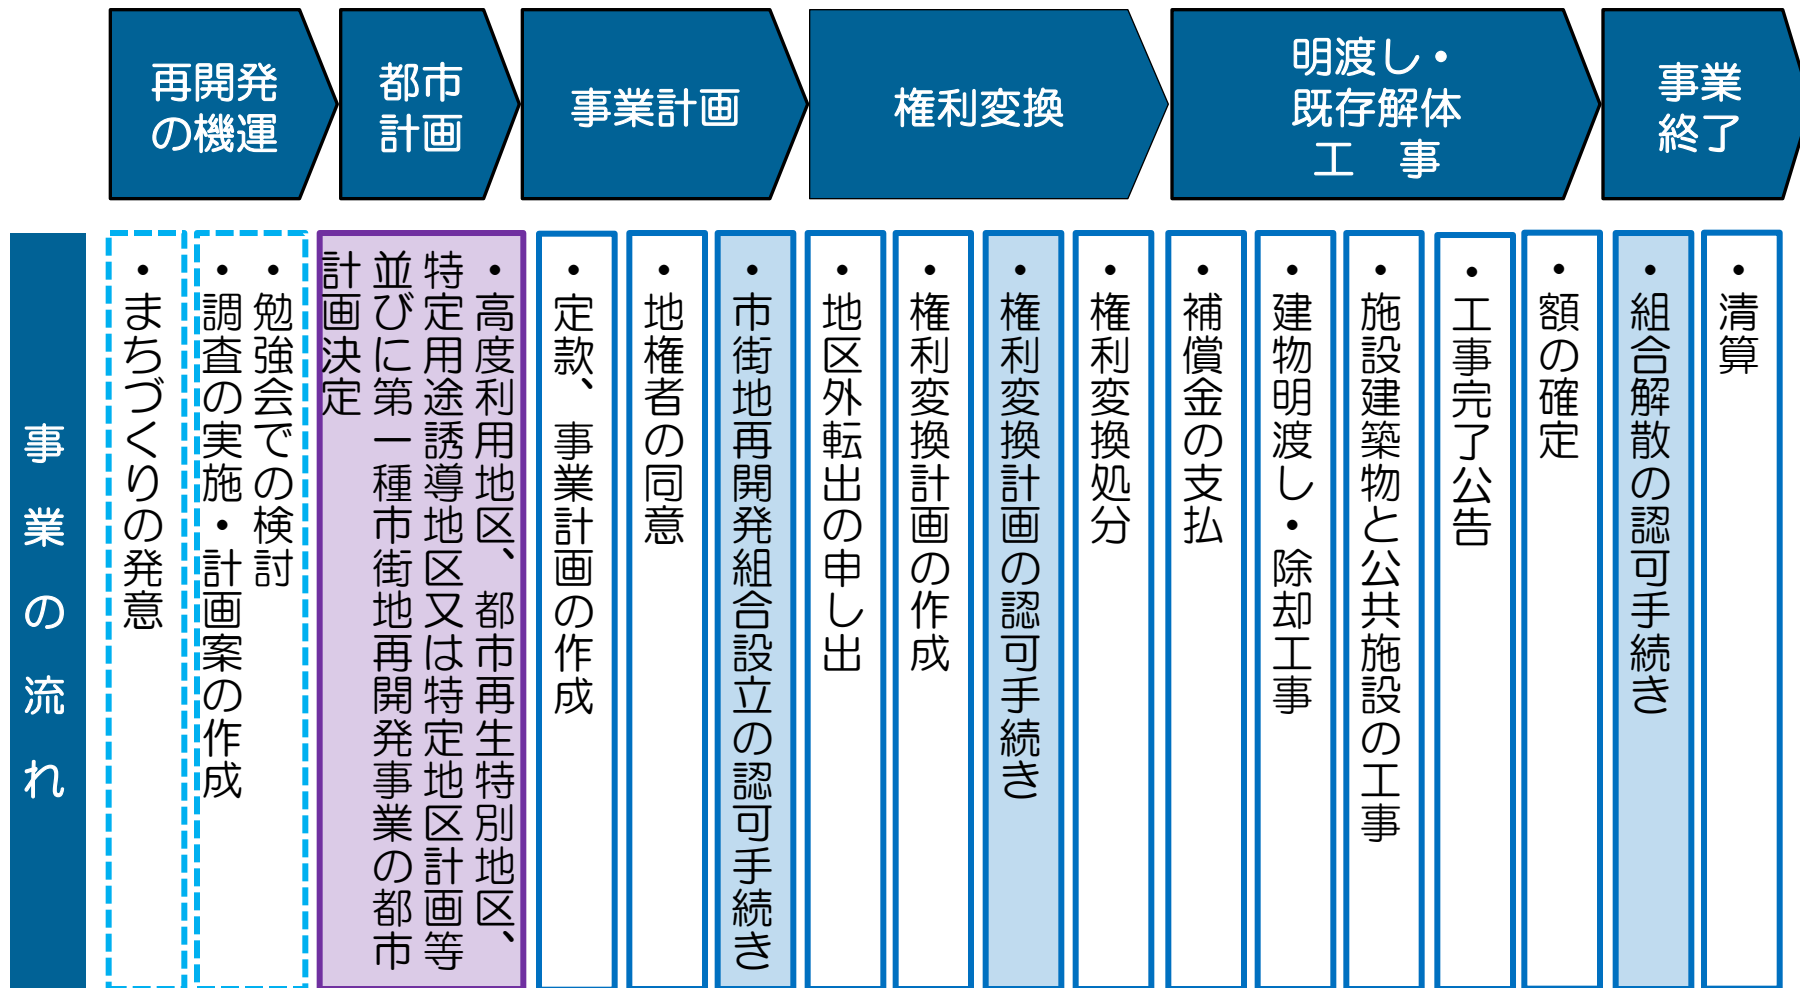 再開発
の機運
都市
計画
事業計画
権利変換
明渡し・
既存解体
工　事
事業
終了
事業の流れ
・まちづくりの発意
・勉強会での検討
・調査の実施・計画案の作成
・高度利用地区、都市再生特別地区、
特定用途誘導地区又は特定地区計画等
並びに第一種市街地再開発事業の都市
計画決定
・定款、事業計画の作成
・地権者の同意
・市街地再開発組合設立の認可手続き
・地区外転出の申し出
・権利変換計画の作成
・権利変換計画の認可手続き
・権利変換処分
・補償金の支払
・建物明渡し・除却工事
・施設建築物と公共施設の工事
・工事完了公告
・額の確定
・組合解散の認可手続き
・清算